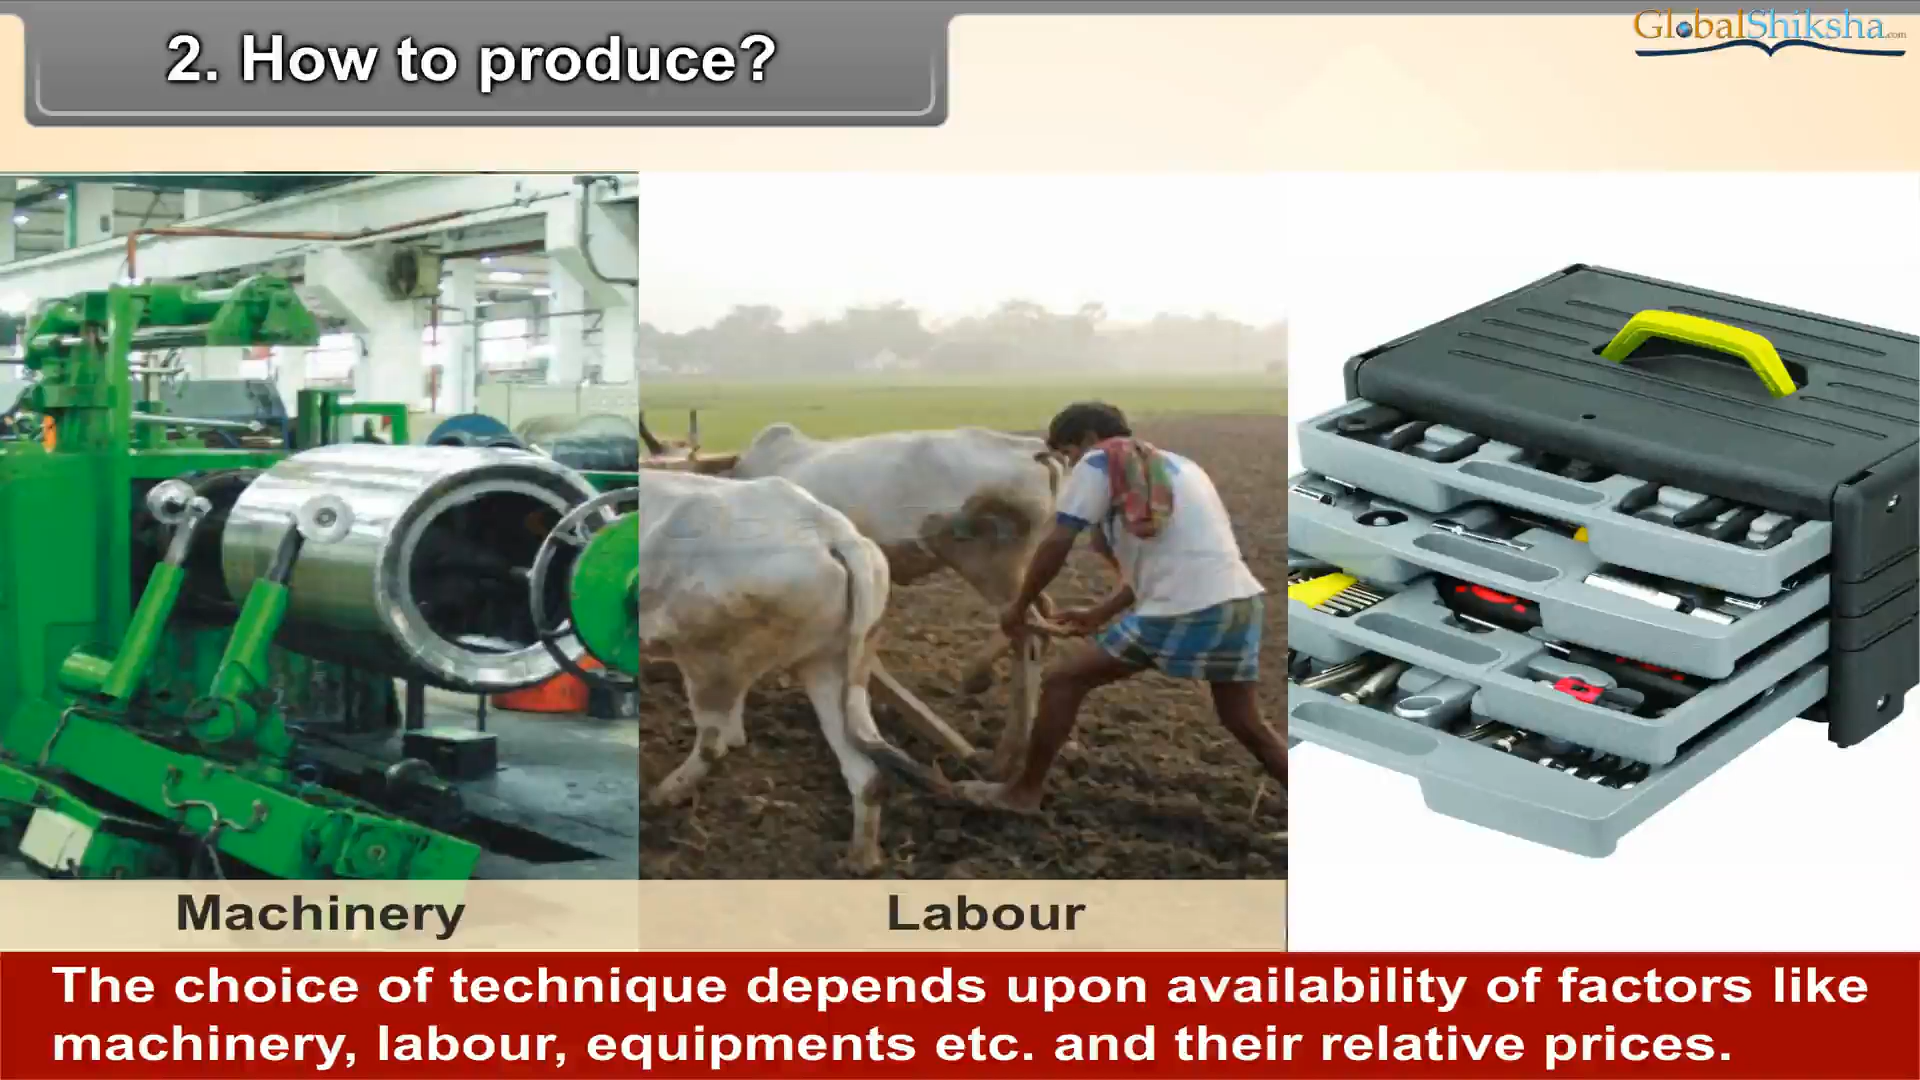 2. How to produce?
GlobalShiksha.com
Machinery
Labour
The choice of technique depends upon availability of factors like
machinery, labour, equipments etc. and their relative prices.